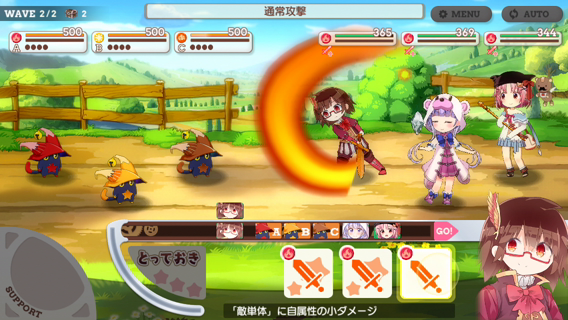 WAVE 2/2 2
通常攻撃
MENU
AUTO
500
500
500
365
369
344
A
B
C
A B C
GO!
とっておき
SUPPORT
「敵単体」に自属性の小ダメージ